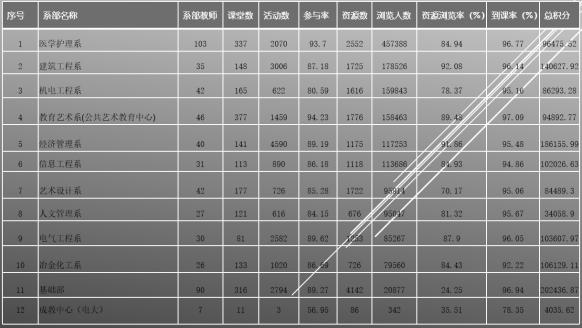 序号 系部名称 系部教师 课堂数 活动数 参与率 资源数 浏览人数 资源浏览率（%） 到课率（%） 总积分
1 医学护理系 103 337 2070 93.7 2552 457388 84.94 96.77 96475.52
2 建筑工程系 35 148 3006 87.18 1725 178526 92.08 96.14 140627.92
3 机电工程系 42 165 622 80.59 1616 159843 78.37 95.16 86293.28
4 教育艺术系(公共艺术教育中心) 46 377 1459 94.23 1776 158463 89.48 97.09 94892.77
5 经济管理系 40 141 4590 89.19 1175 117253 91.86 95.48 186155.99
6 信息工程系 31 113 890 86.18 1118 113686 84.93 94.86 102026.63
7 艺术设计系 42 177 726 85.28 1722 95914 70.17 95.06 84489.3
8 人文管理系 27 121 616 84.15 676 95047 81.32 95.67 34058.9
9 电气工程系 30 81 2582 89.62 1253 85267 87.9 96.05 103607.97
10 冶金化工系 26 133 1020 86.69 726 79560 84.43 92.22 106129.11
11 基础部 90 316 2794 89.27 4142 20877 24.25 96.94 202436.87
12 成教中心（电大） 7 11 3 56.95 86 342 35.51 78.35 4035.62